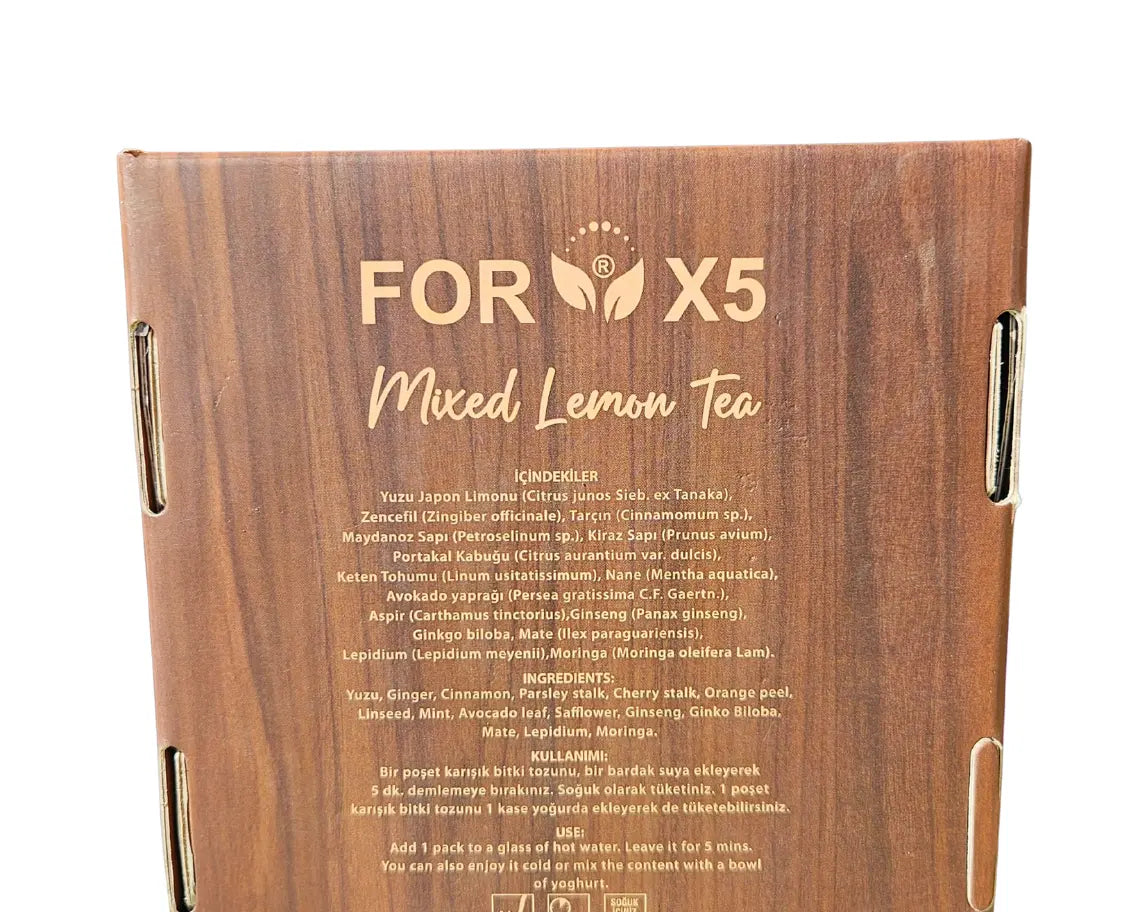 FOR ® X5
Mixed Lemon Tea
İÇİNDEKİLER
Yuzu Japon Limonu (Citrus junos Sieb. ex Tanaka),
Zencefil (Zingiber officinale), Tarçın (Cinnamomum sp.),
Maydanoz Sapı (Petroselinum sp.), Kiraz Sapı (Prunus avium),
Portakal Kabuğu (Citrus aurantium var. dulcis),
Keten Tohumu (Linum usitatissimum), Nane (Mentha aquatica),
Avokado yaprağı (Persea gratissima C.F. Gaertn.),
Aspir (Carthamus tinctorius),Ginseng (Panax ginseng),
Ginkgo biloba, Mate (Ilex paraguariensis),
Lepidium (Lepidium meyenii),Moringa (Moringa oleifera Lam).
INGREDIENTS:
Yuzu, Ginger, Cinnamon, Parsley stalk, Cherry stalk, Orange peel,
Linseed, Mint, Avocado leaf, Safflower, Ginseng, Ginko Biloba,
Mate, Lepidium, Moringa.
KULLANIMI:
Bir poşet karışık bitki tozunu, bir bardak suya ekleyerek
5 dk. demlemeye bırakınız. Soğuk olarak tüketiniz. 1 poşet
karışık bitki tozunu 1 kase yoğurda ekleyerek de tüketebilirsiniz.
USE:
Add 1 pack to a glass of hot water. Leave it for 5 mins.
You can also enjoy it cold or mix the content with a bowl
of yoghurt.
SOĞUK
İÇİNİZ